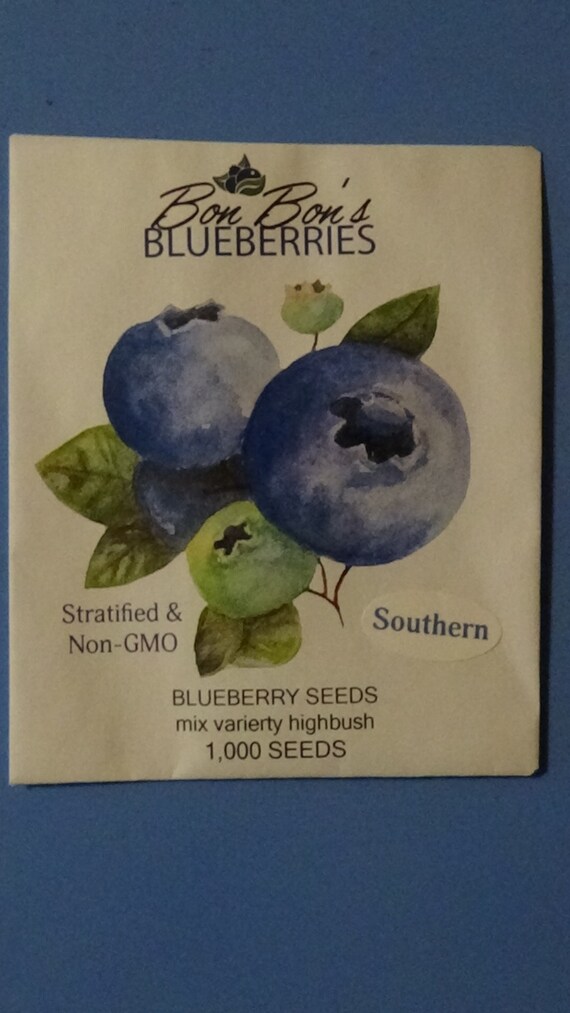 Bon Bon's
BLUEBERRIES
Stratified &
Non-GMO
Southern
BLUEBERRY SEEDS
mix varierty highbush
1,000 SEEDS